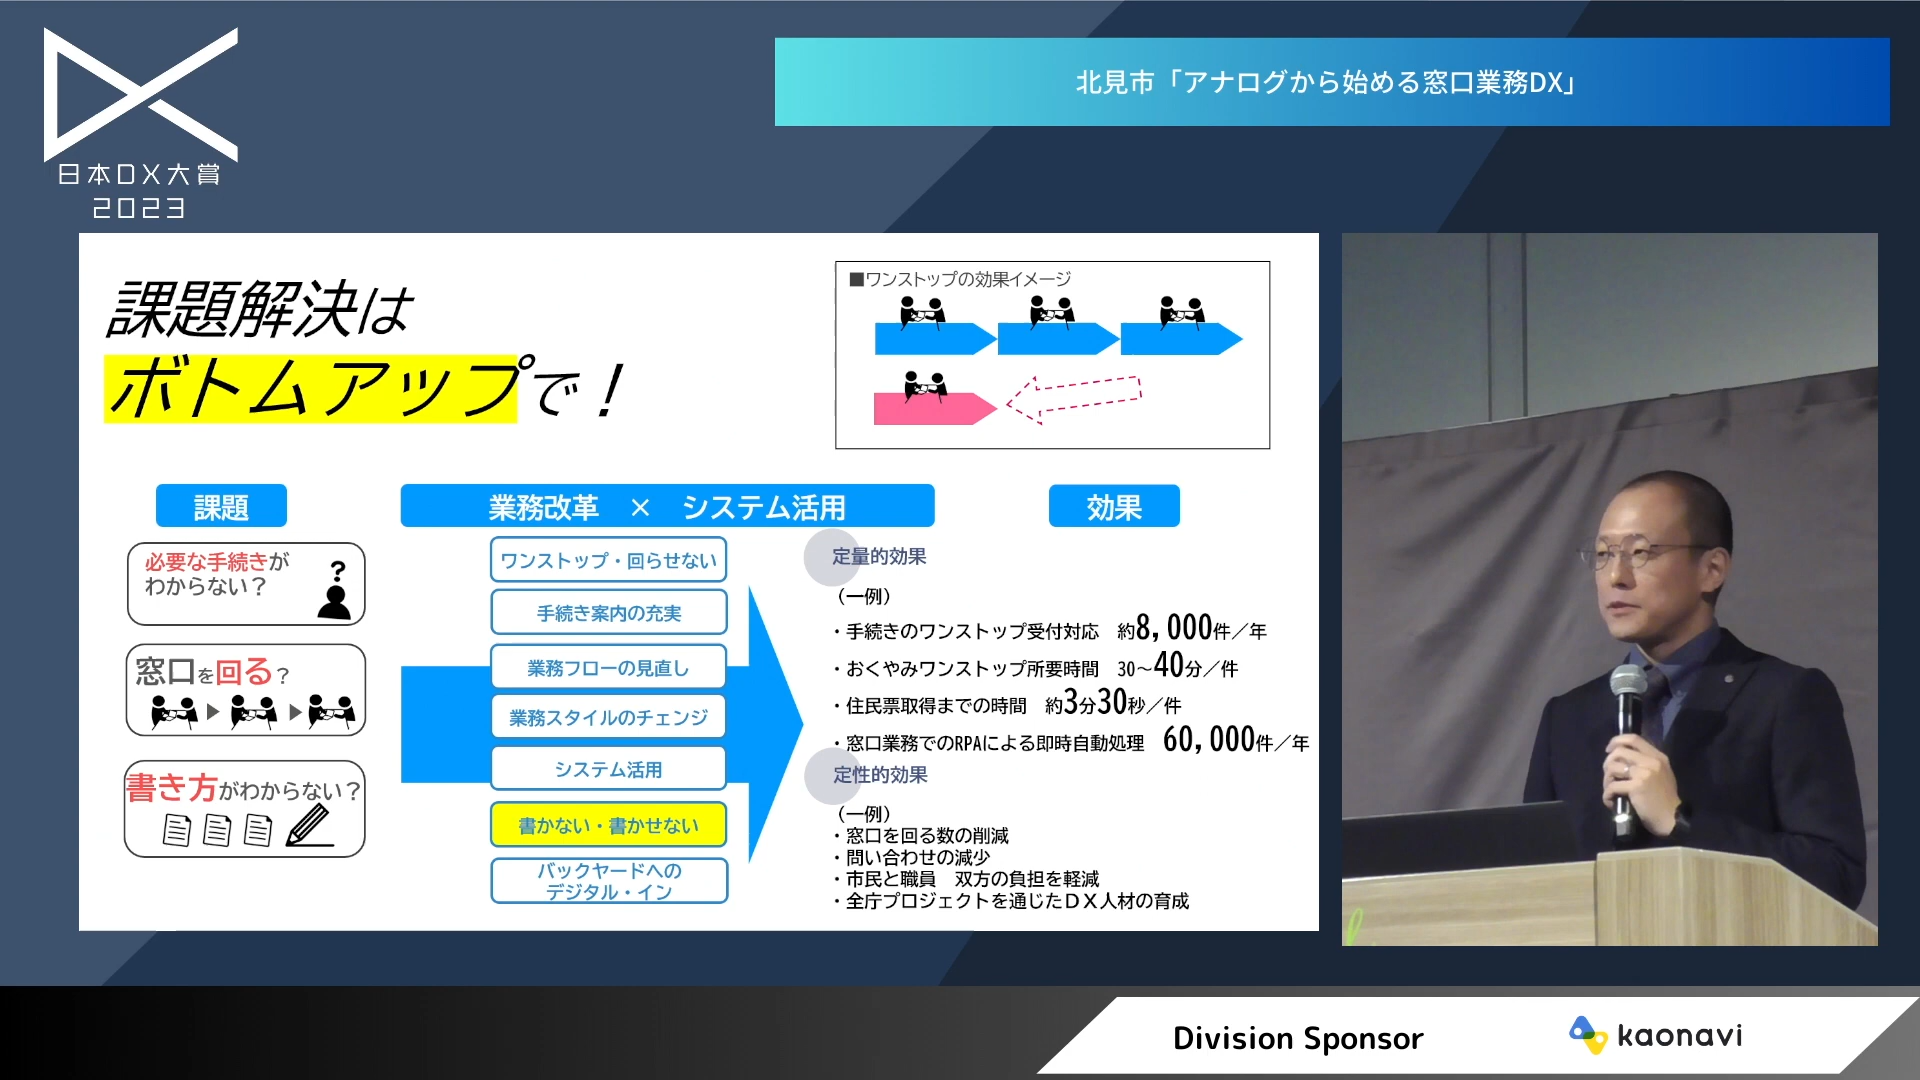 日本DX大賞
2023
北見市「アナログから始める窓口業務DX」
課題解決は
ボトムアップで！
■ワンストップの効果イメージ
課題
必要な手続きが
わからない？
?
窓口を回る？
書き方がわからない？
業務改革　×　システム活用
ワンストップ・回らせない
手続き案内の充実
業務フローの見直し
業務スタイルのチェンジ
システム活用
書かない・書かせない
バックヤードへの
デジタル・イン
効果
定量的効果
（一例）
・手続きのワンストップ受付対応　約8,000件／年
・おくやみワンストップ所要時間　30～40分／件
・住民票取得までの時間　約3分30秒／件
・窓口業務でのRPAによる即時自動処理　60,000件／年
定性的効果
（一例）
・窓口を回る数の削減
・問い合わせの減少
・市民と職員　双方の負担を軽減
・全庁プロジェクトを通じたＤＸ人材の育成
Division Sponsor
kaonavi